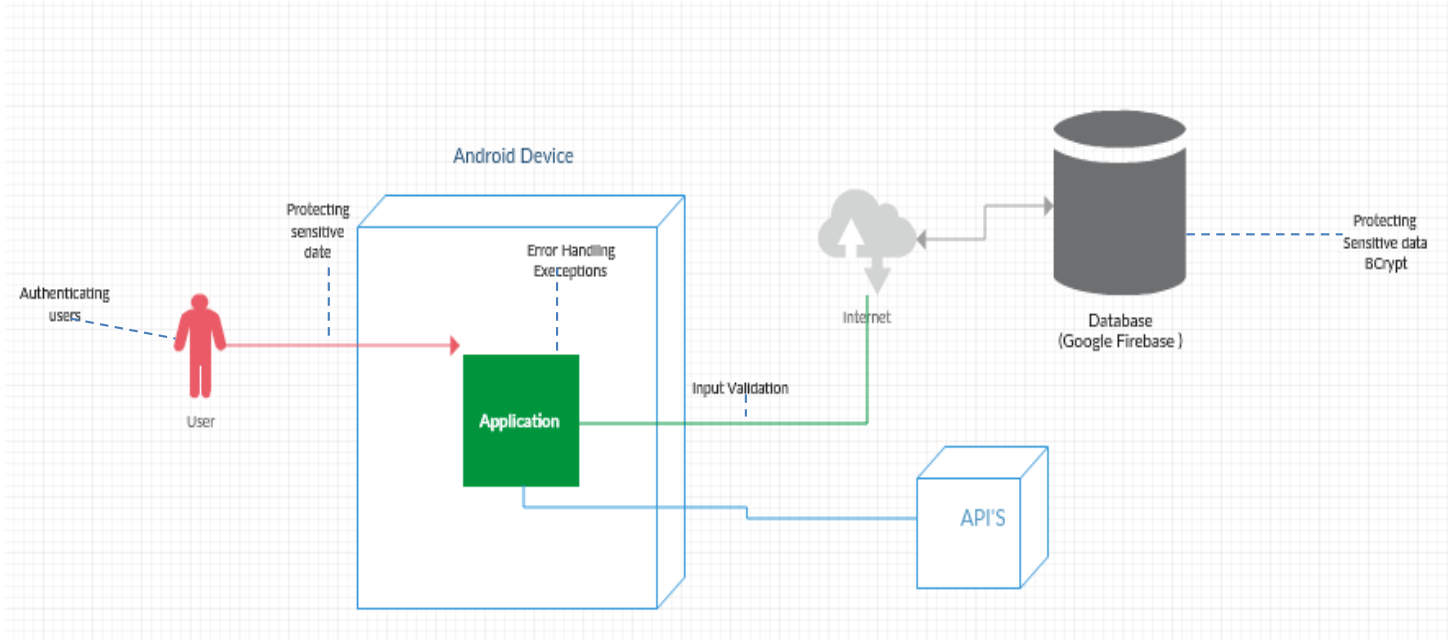 Android Device
Protecting
sensitive
date
Error Handling
Execeptions
Authenticating
users
User
Application
Input Validation
Internet
Database
(Google Firebase )
Protecting
Sensitive data
BCrypt
API'S